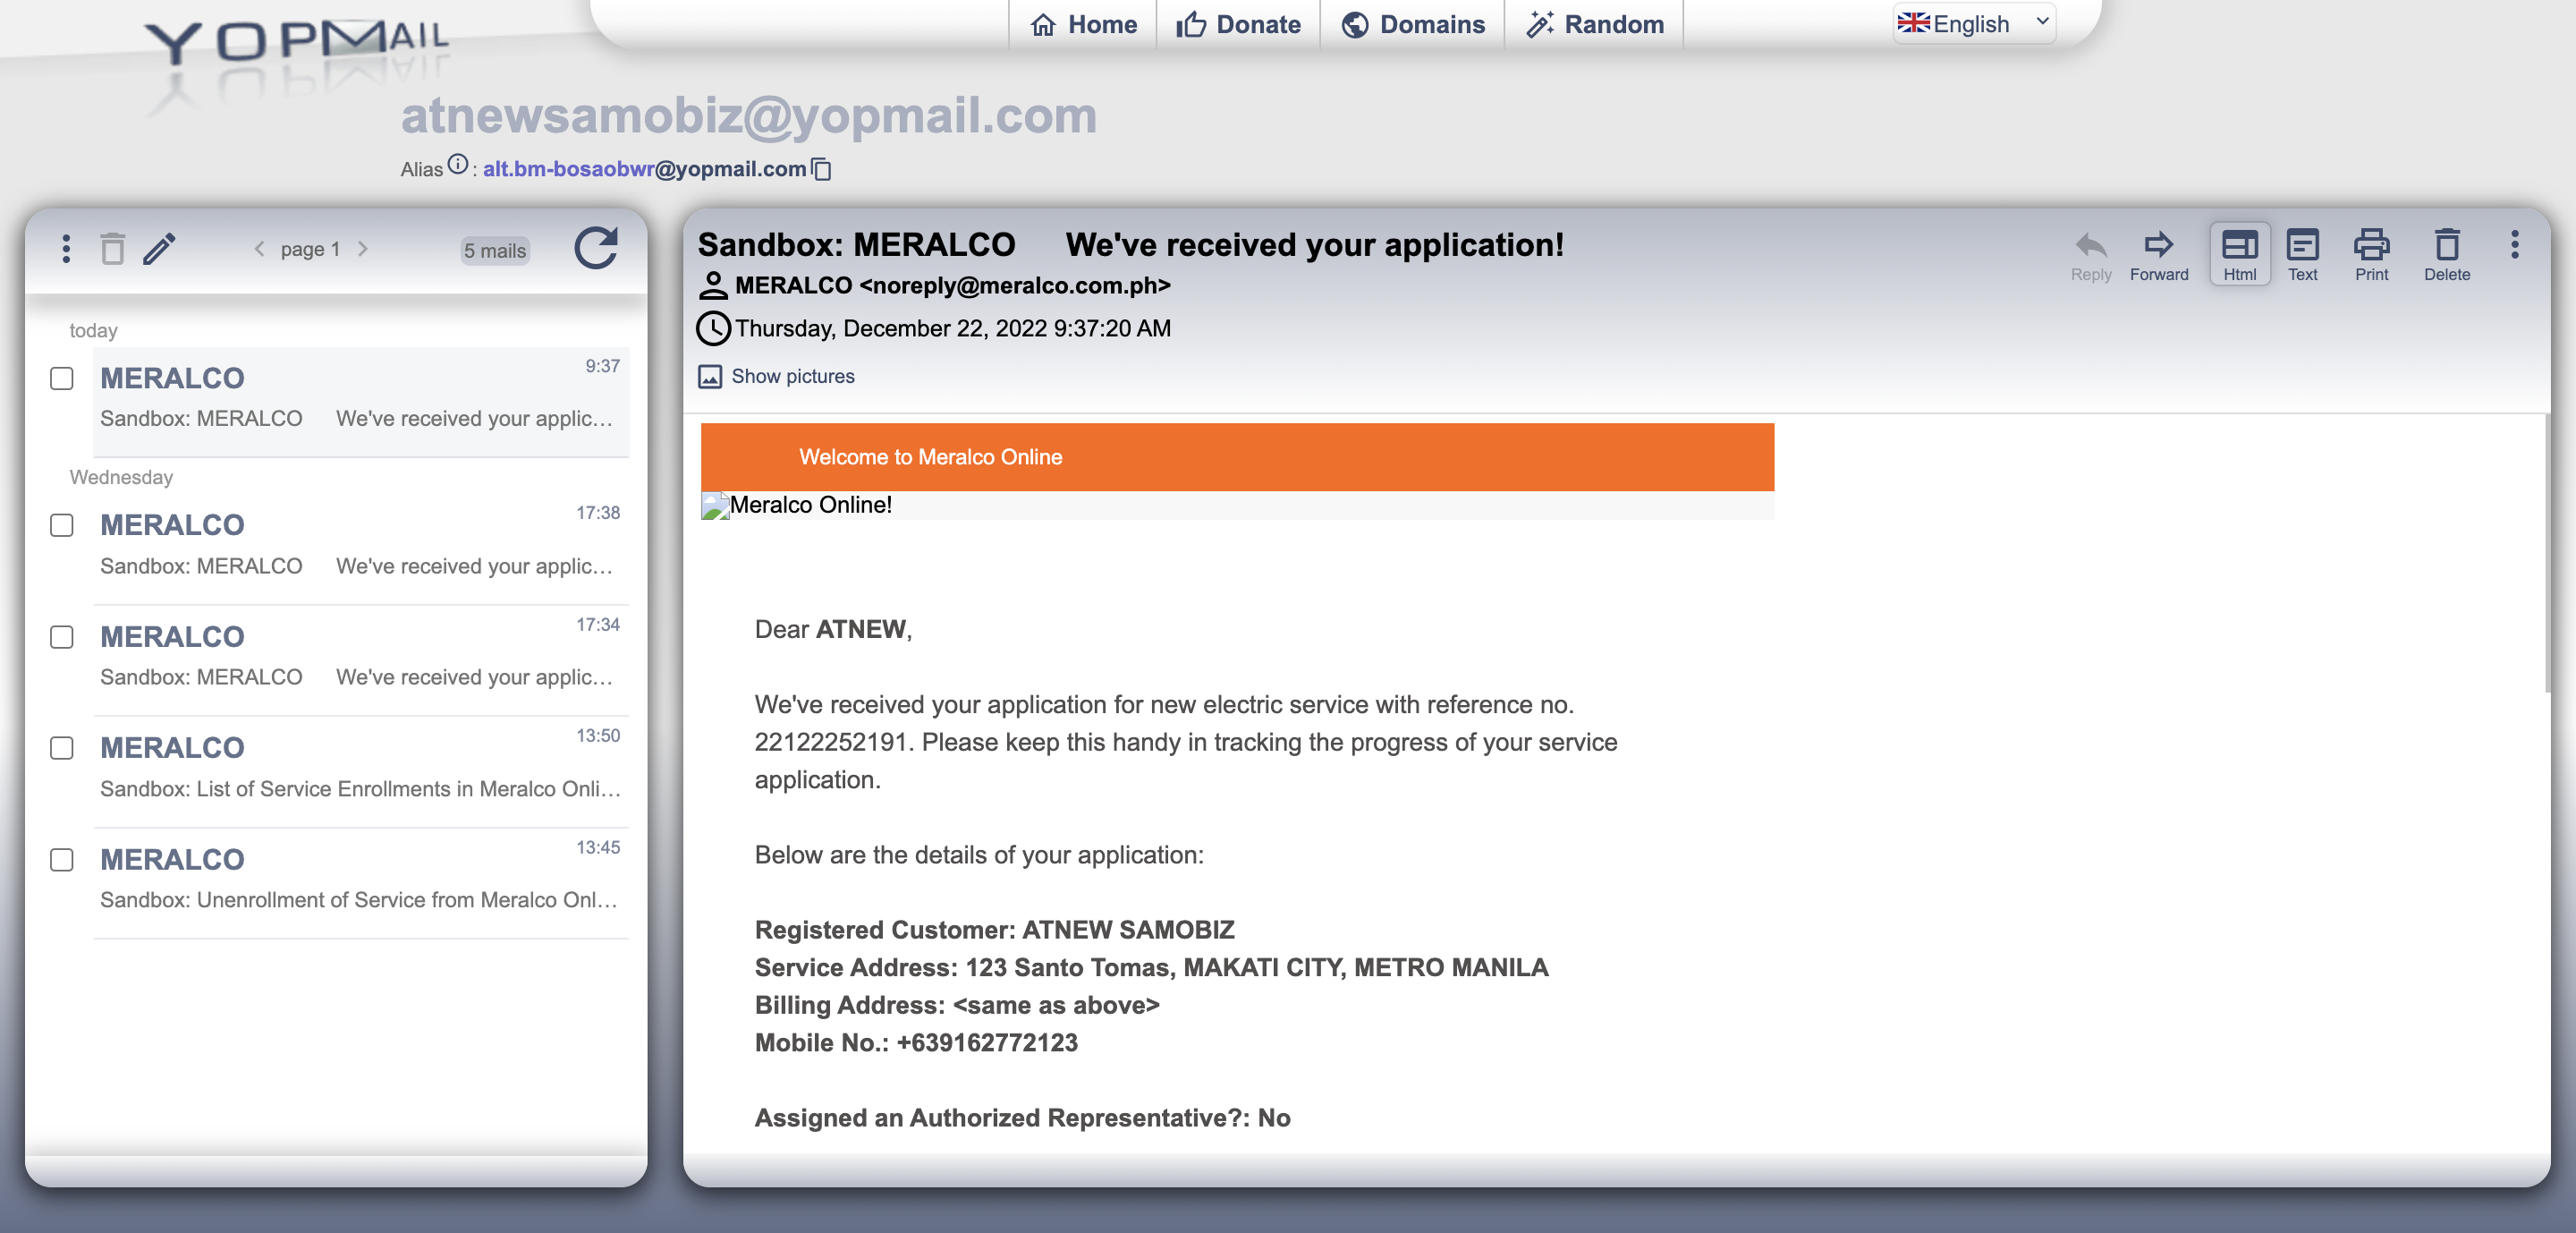 YOPMAIL
Home
Donate
Domains
Random
English
atnewsamobiz@yopmail.com
Alias : alt.bm-bosaobwr@yopmail.com
page 1
5 mails
today
MERALCO 9:37
Sandbox: MERALCO We've received your applic...
Wednesday
MERALCO 17:38
Sandbox: MERALCO We've received your applic...
MERALCO 17:34
Sandbox: MERALCO We've received your applic...
MERALCO 13:50
Sandbox: List of Service Enrollments in Meralco Onli...
MERALCO 13:45
Sandbox: Unenrollment of Service from Meralco Onl...
Sandbox: MERALCO We've received your application!
MERALCO <noreply@meralco.com.ph>
Thursday, December 22, 2022 9:37:20 AM
Show pictures
Reply
Forward
Html
Text
Print
Delete
Welcome to Meralco Online
Meralco Online!
Dear ATNEW,
We've received your application for new electric service with reference no.
22122252191. Please keep this handy in tracking the progress of your service
application.
Below are the details of your application:
Registered Customer: ATNEW SAMOBIZ
Service Address: 123 Santo Tomas, MAKATI CITY, METRO MANILA
Billing Address: <same as above>
Mobile No.: +639162772123
Assigned an Authorized Representative?: No